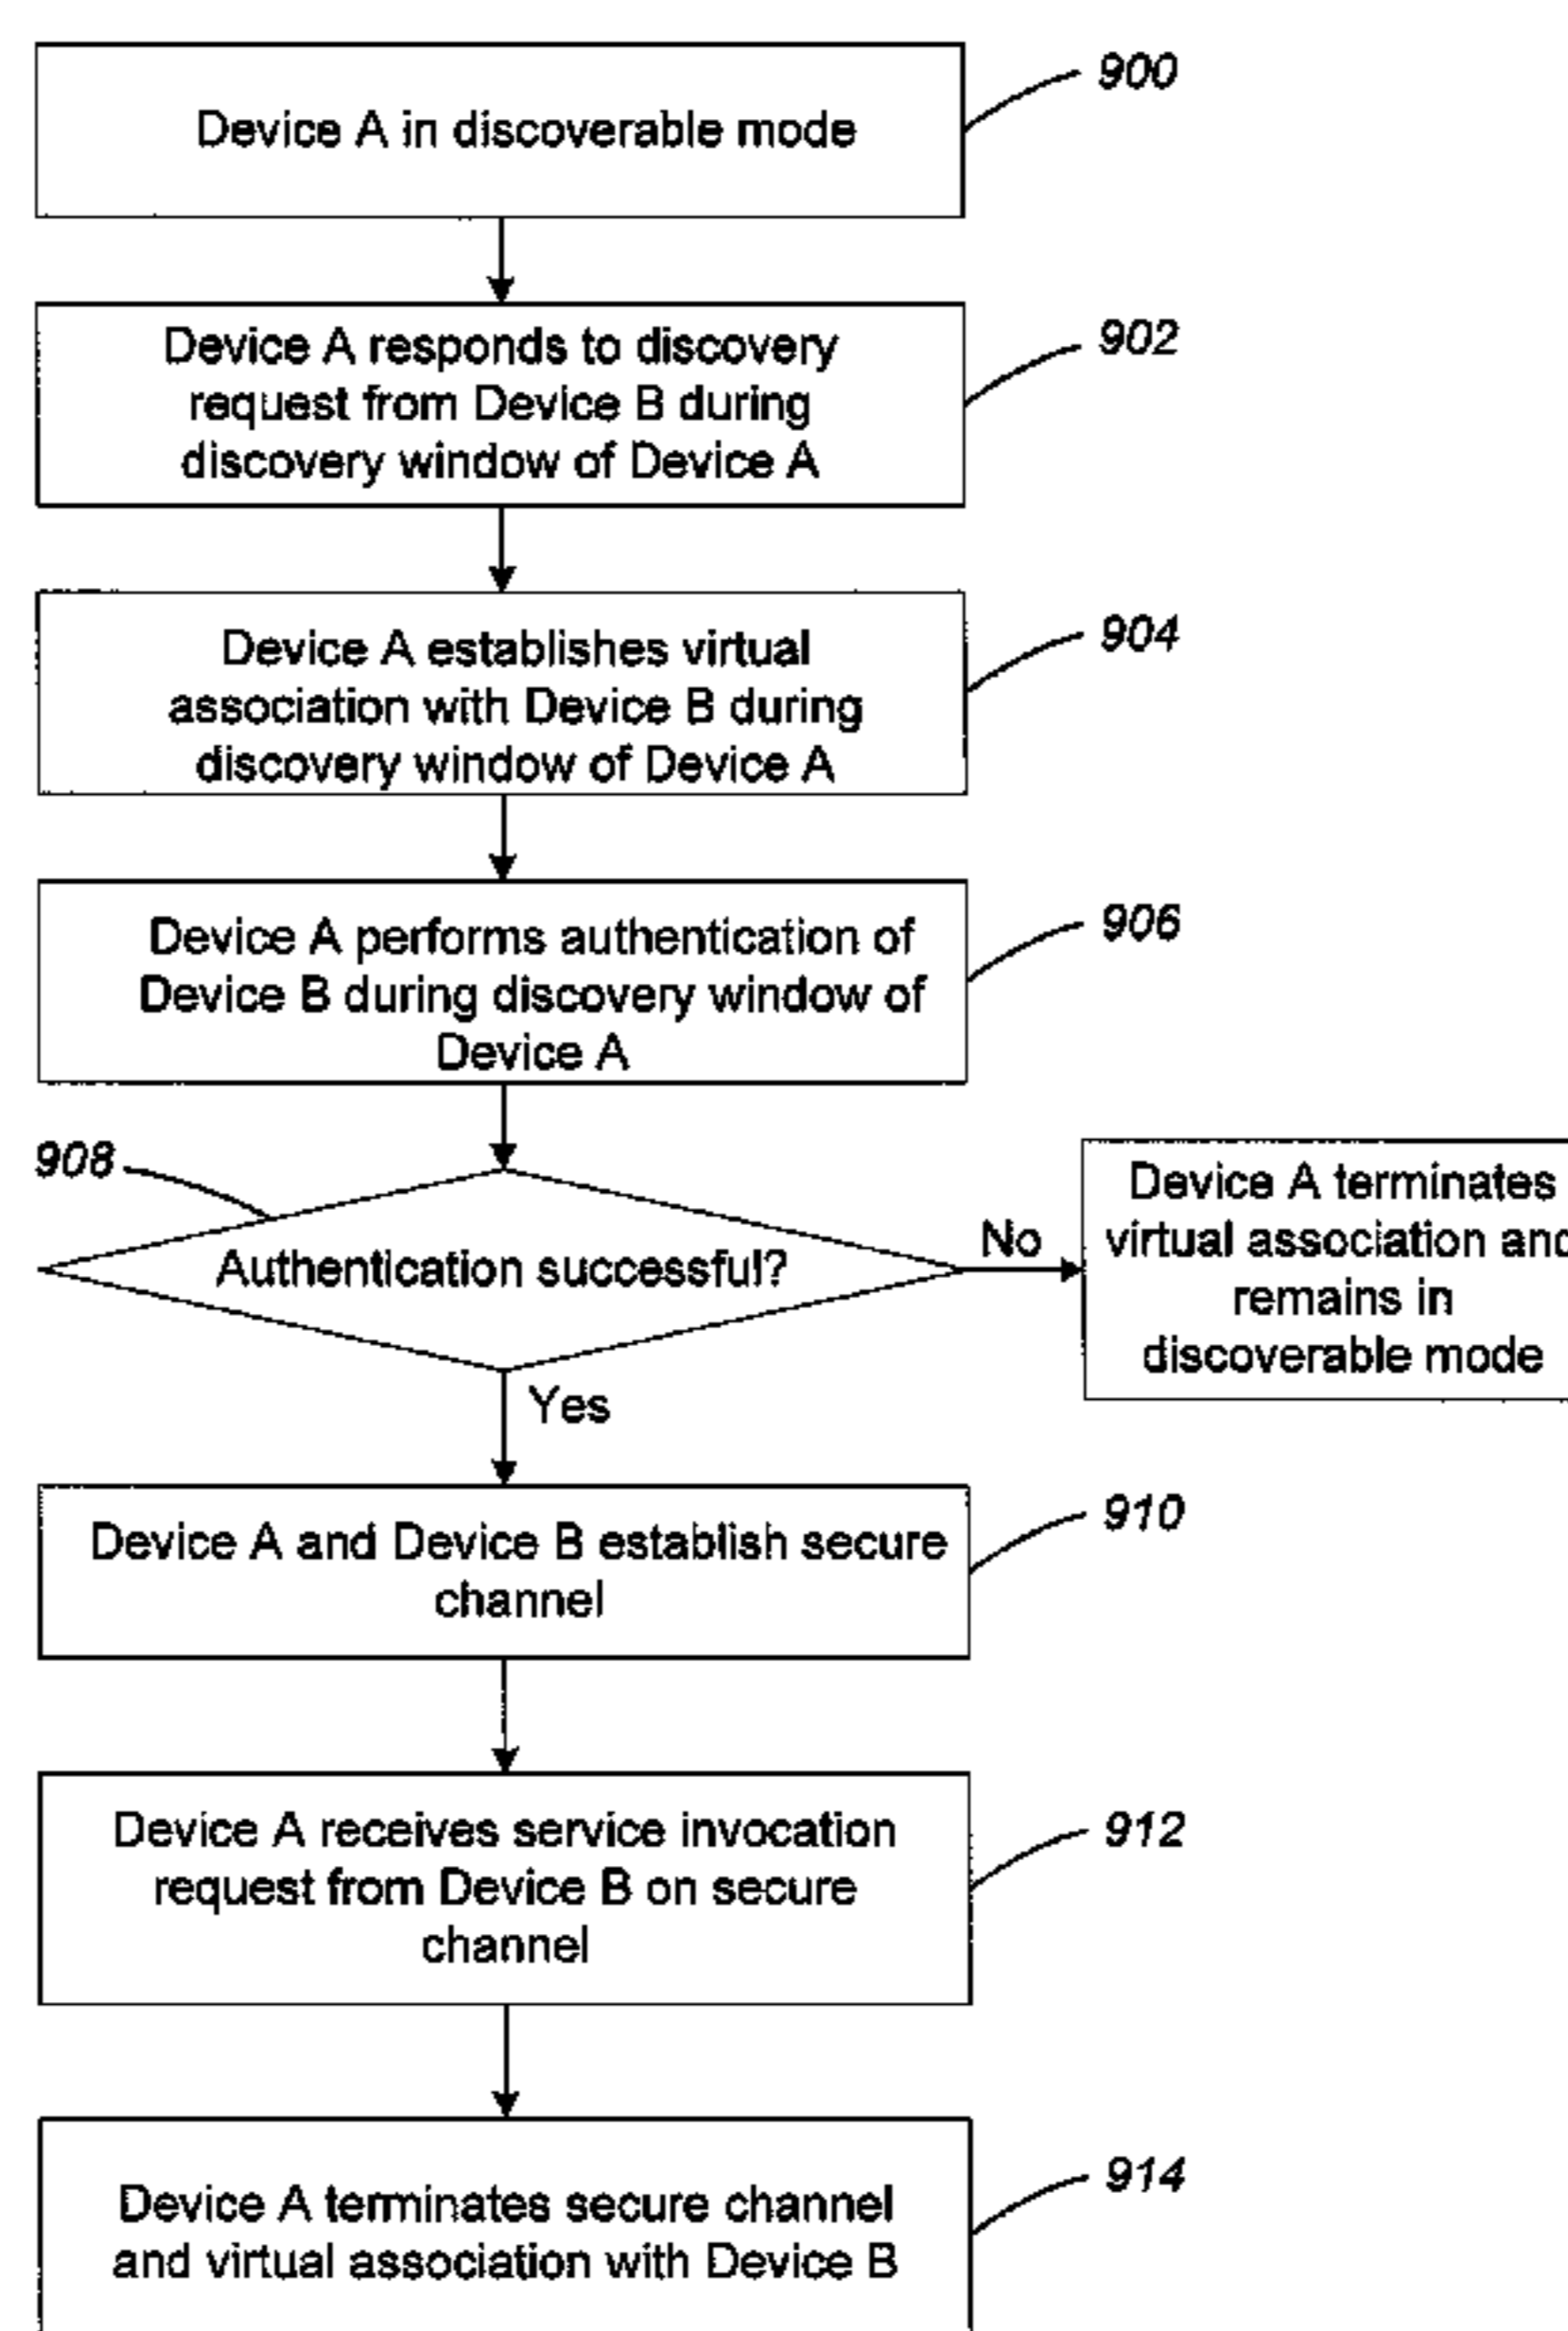 900
Device A in discoverable mode
902
Device A responds to discovery
request from Device B during
discovery window of Device A
904
Device A establishes virtual
association with Device B during
discovery window of Device A
906
Device A performs authentication of
Device B during discovery window of
Device A
908
Authentication successful?
No
Device A terminates
virtual association and
remains in
discoverable mode
Yes
910
Device A and Device B establish secure
channel
912
Device A receives service invocation
request from Device B on secure
channel
914
Device A terminates secure channel
and virtual association with Device B